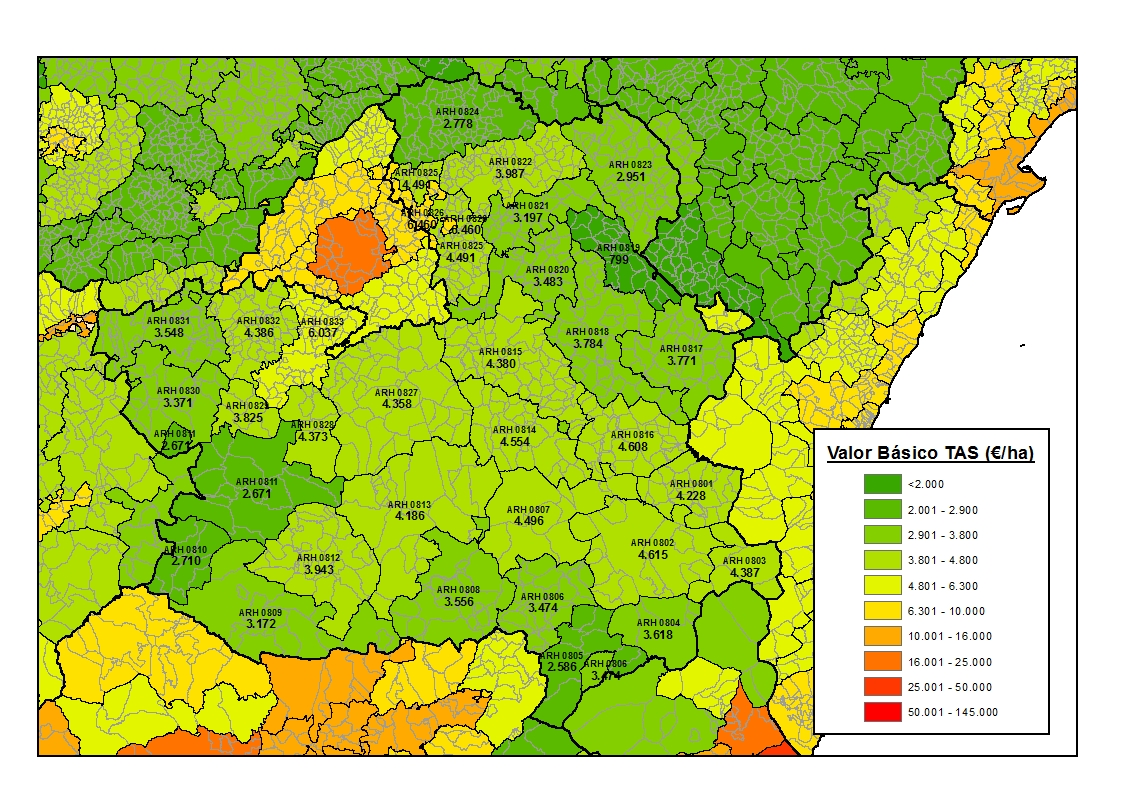 ARH 0824
2.778
ARH 0822
3.987
ARH 0823
2.951
ARH 0825
4.491
ARH 0821
3.197
ARH 0826
6.460
ARH 0826
6.460
ARH 0825
4.491
ARH 0819
799
ARH 0820
3.483
ARH 0831
3.548
ARH 0832
4.386
ARH 0833
6.037
ARH 0818
3.784
ARH 0817
3.771
ARH 0815
4.380
ARH 0830
3.371
ARH 0827
4.358
3.825
ARH 0828
4.373
ARH 0811
2.671
ARH 0814
4.554
ARH 0816
4.608
ARH 0811
2.671
ARH 0801
4.228
ARH 0813
4.186
ARH 0807
4.496
ARH 0810
2.710
ARH 0812
3.943
ARH 0802
4.615
ARH 0803
4.387
ARH 0808
3.556
ARH 0806
3.474
ARH 0809
3.172
ARH 0804
3.618
ARH 0805
2.586
ARH 0806
3.474
Valor Básico TAS (€/ha)
<2.000
2.001 - 2.900
2.901 - 3.800
3.801 - 4.800
4.801 - 6.300
6.301 - 10.000
10.001 - 16.000
16.001 - 25.000
25.001 - 50.000
50.001 - 145.000